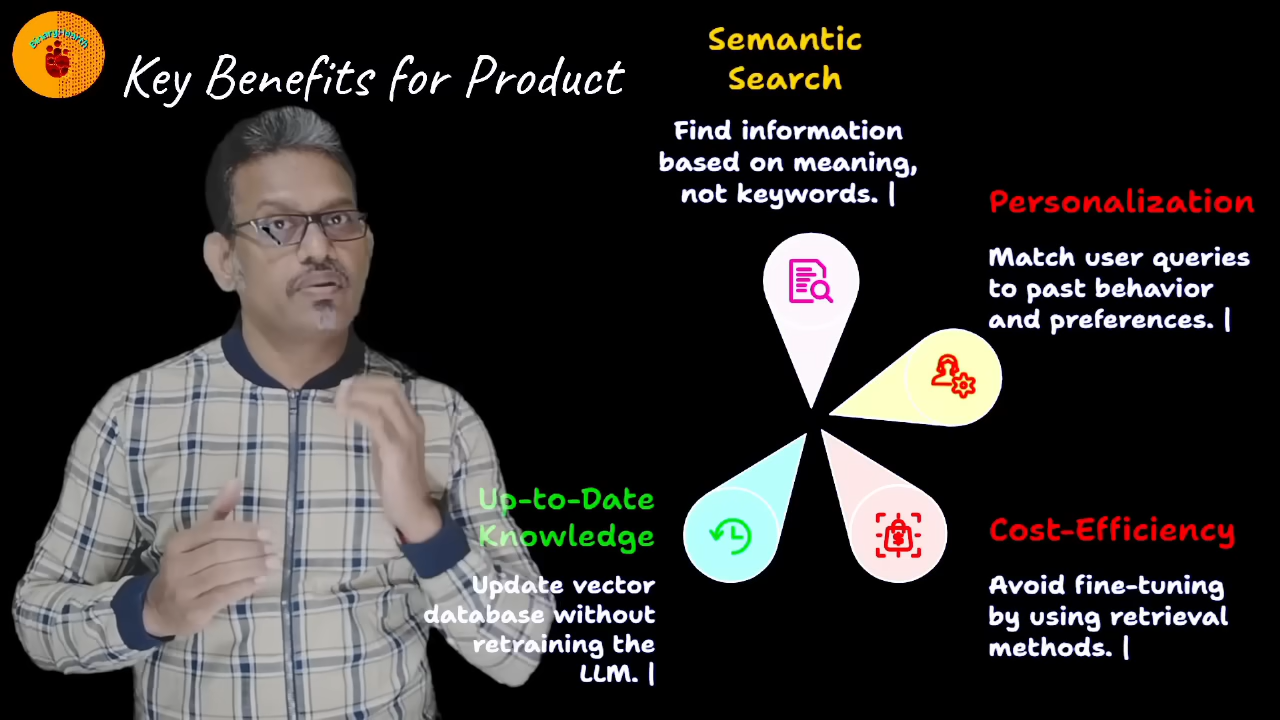 BinaryHearth
Key Benefits for Product
Semantic
Search
Find information
based on meaning,
not keywords. |
Personalization
Match user queries
to past behavior
and preferences. |
Up-to-Date
Knowledge
Update vector
database without
retraining the
LLM. |
Cost-Efficiency
Avoid fine-tuning
by using retrieval
methods. |